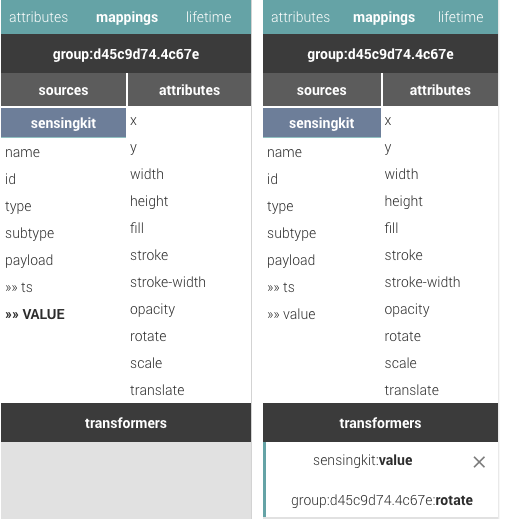 attributes mappings lifetime
group:d45c9d74.4c67e
sources attributes
sensingkit
x
name
y
id
width
type
height
subtype
fill
payload
stroke
»» ts
stroke-width
»» VALUE
opacity
rotate
scale
translate
transformers
attributes mappings lifetime
group:d45c9d74.4c67e
sources attributes
sensingkit
x
name
y
id
width
type
height
subtype
fill
payload
stroke
»» ts
stroke-width
»» value
opacity
rotate
scale
translate
transformers
sensingkit:value ×
group:d45c9d74.4c67e:rotate